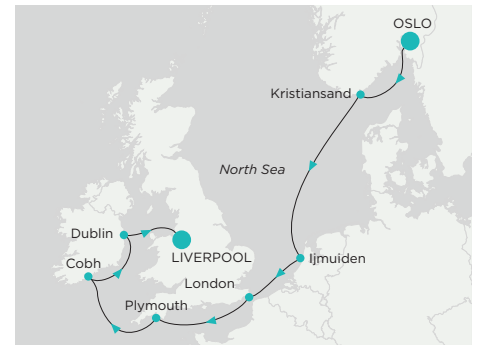 OSLO
Kristiansand
North Sea
Dublin
LIVERPOOL
Ijmuiden
Cobh
London
Plymouth